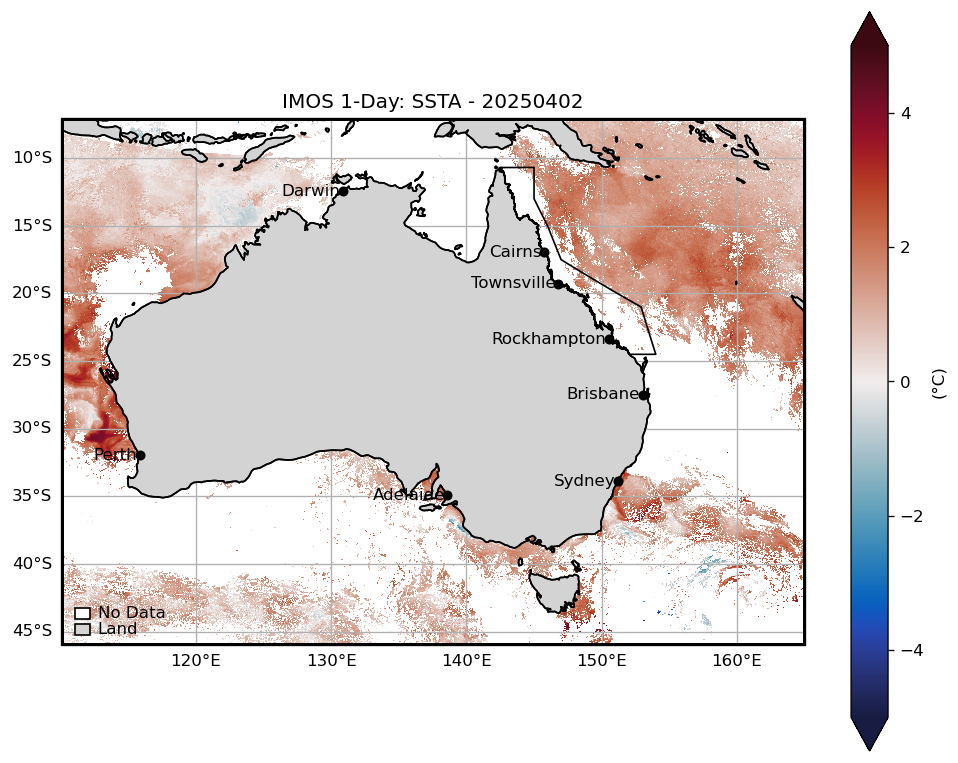 IMOS 1-Day: SSTA - 20250402
10°S
15°S
20°S
25°S
30°S
35°S
40°S
45°S
Darwin
Cairns
Townsville
Rockhampton
Brisbane
Perth
Sydney
Adelaide
No Data
Land
120°E 130°E 140°E 150°E 160°E
4
2
0
−2
−4
(°C)